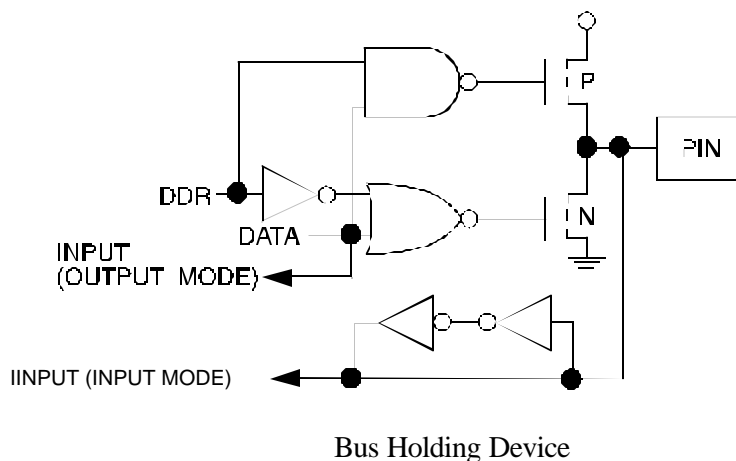 P
PIN
DDR
N
DATA
INPUT
(OUTPUT MODE)
IINPUT (INPUT MODE)
Bus Holding Device